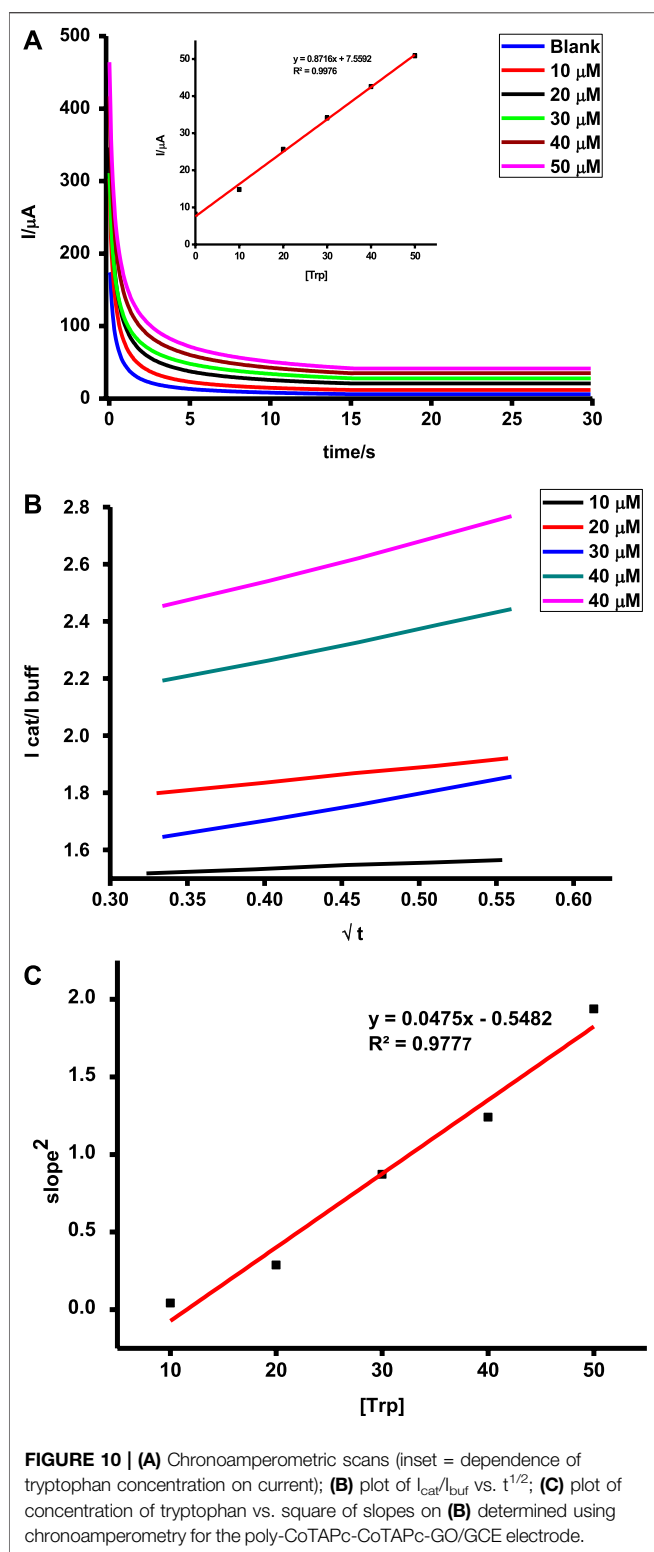 A
500
400
300
200
100
0
I/µA
0
5
10
15
20
25
30
time/s
y = 0.8716x + 7.5592
R² = 0.9976
50
40
30
20
10
0
I/µA
0
10
20
30
40
50
[Trp]
Blank
10 µM
20 µM
30 µM
40 µM
50 µM
B
2.8
2.6
2.4
2.2
2.0
1.8
1.6
I cat/I buff
0.30
0.35
0.40
0.45
0.50
0.55
0.60
√ t
10 µM
20 µM
30 µM
40 µM
40 µM
C
2.0
1.5
1.0
0.5
0.0
slope²
y = 0.0475x - 0.5482
R² = 0.9777
10
20
30
40
50
[Trp]
FIGURE 10 | (A) Chronoamperometric scans (inset = dependence of
tryptophan concentration on current); (B) plot of Icat/Ibuf vs. t1/2; (C) plot of
concentration of tryptophan vs. square of slopes on (B) determined using
chronoamperometry for the poly-CoTAPc-CoTAPc-GO/GCE electrode.